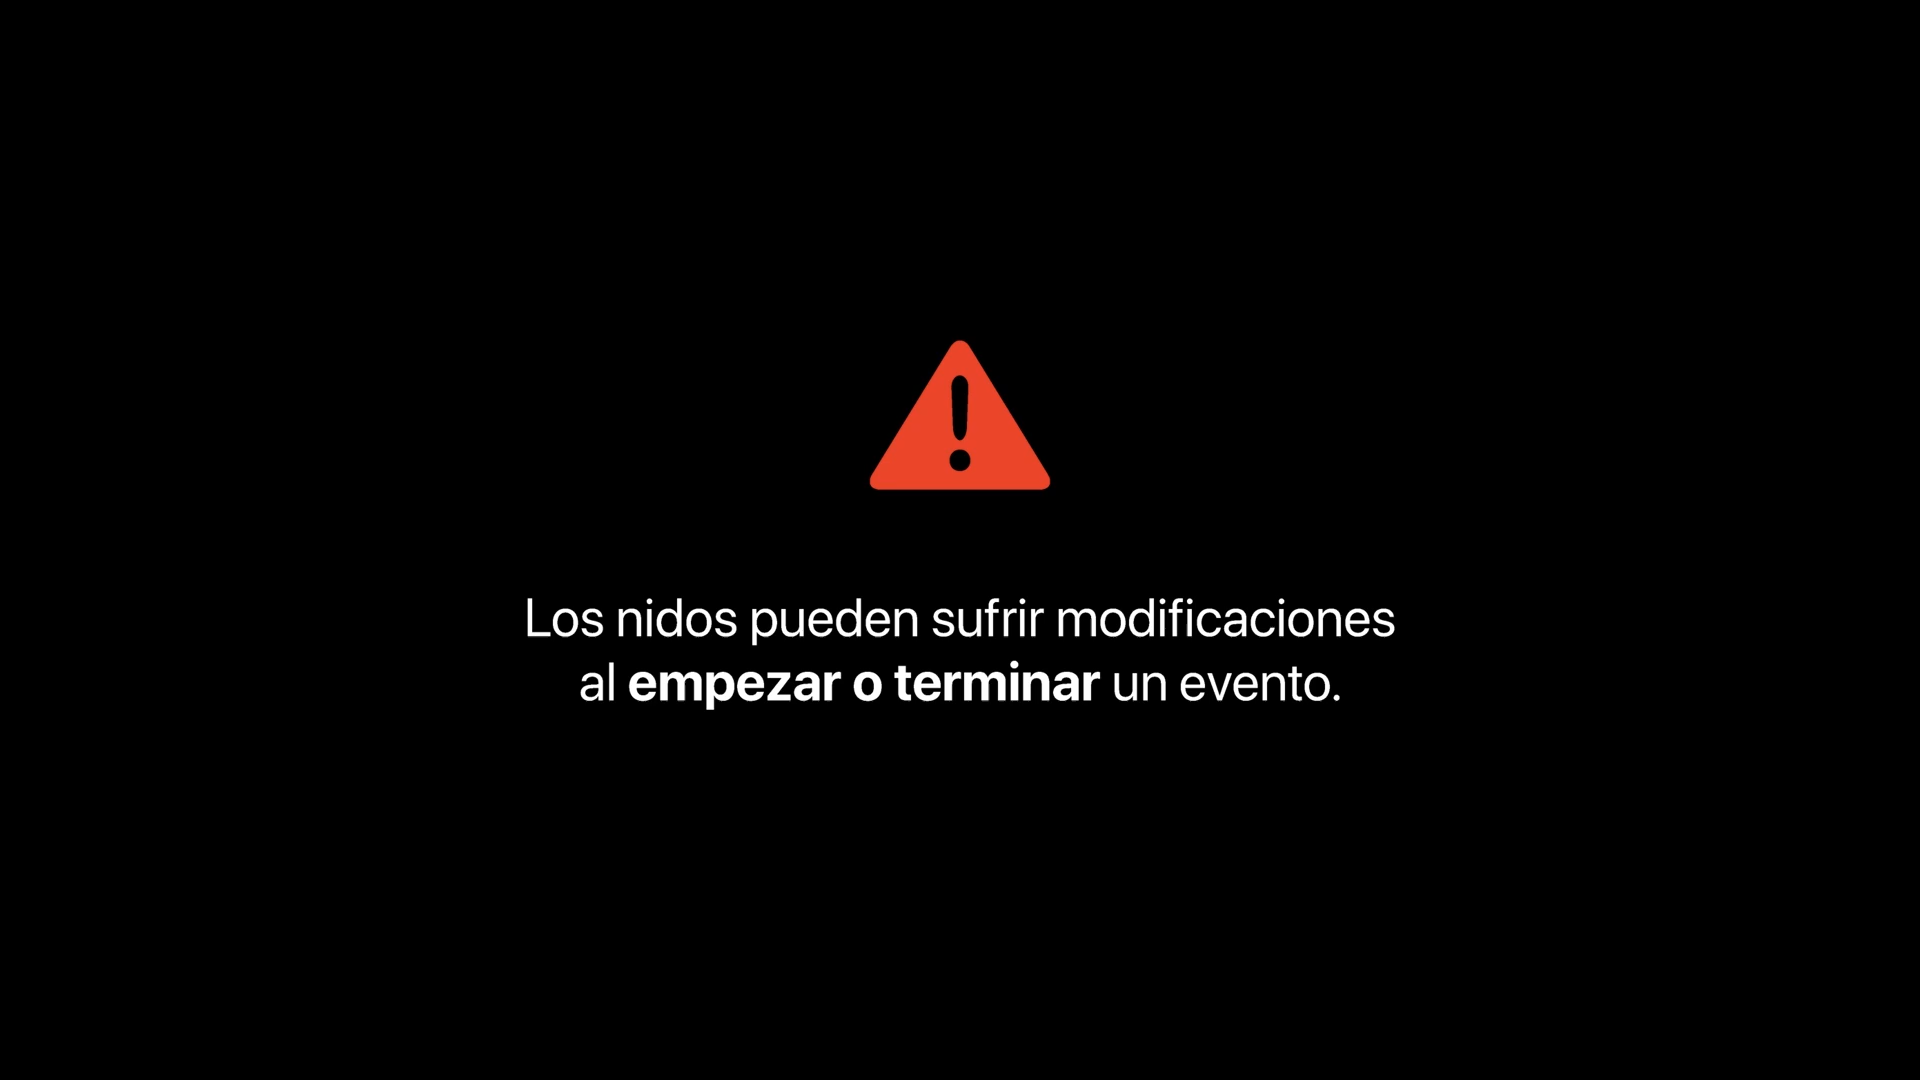 Los nidos pueden sufrir modificaciones
al empezar o terminar un evento.